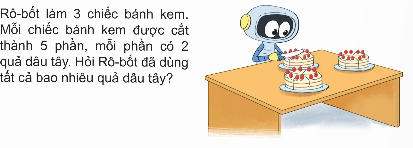 Rô-bốt làm 3 chiếc bánh kem.
Mỗi chiếc bánh kem được cắt
thành 5 phần, mỗi phần có 2
quả dâu tây. Hỏi Rô-bốt đã dùng
tất cả bao nhiêu quả dâu tây?